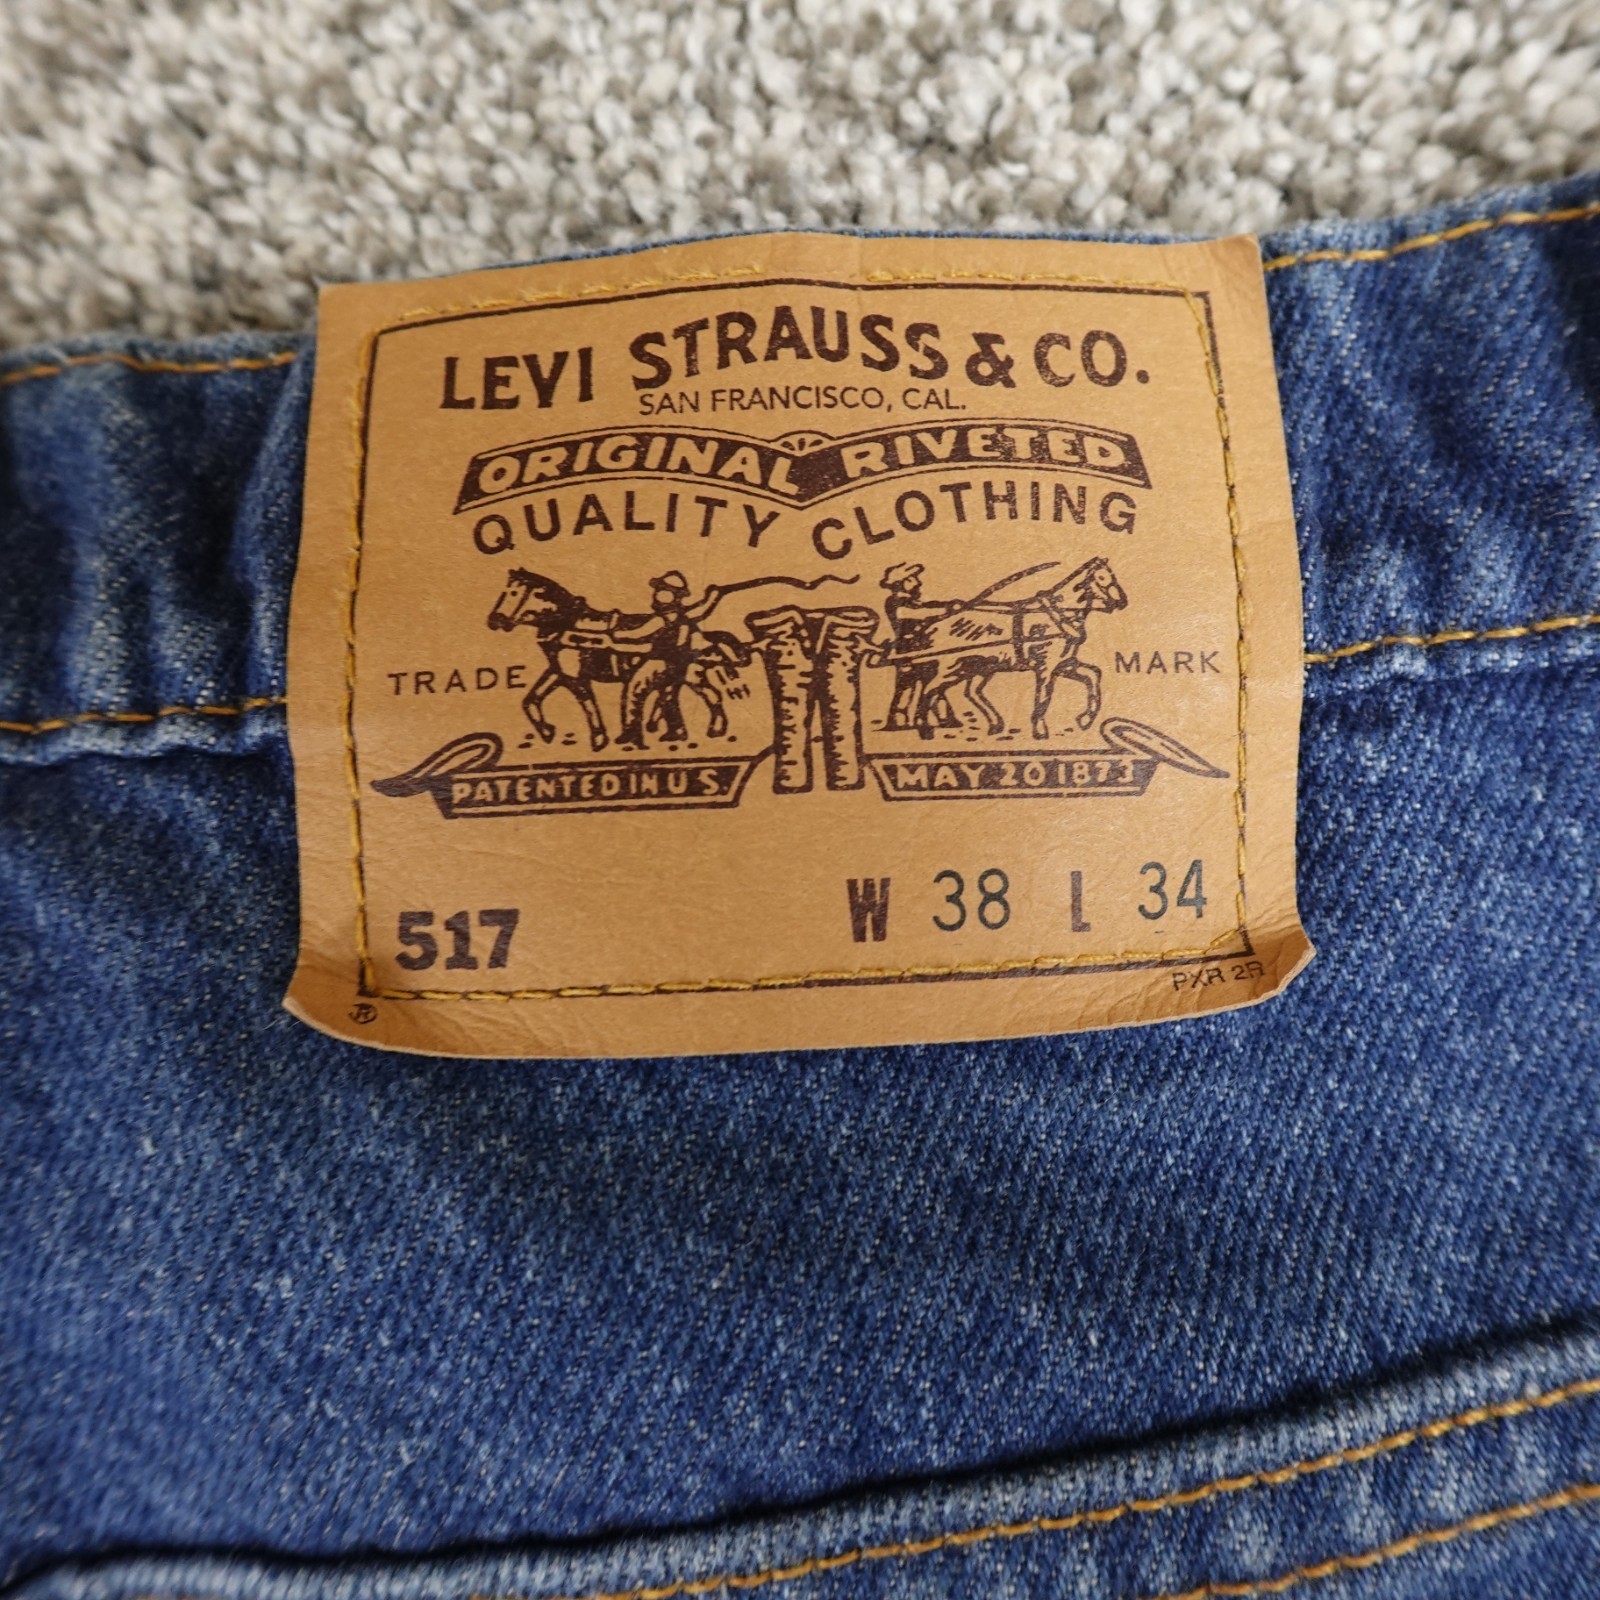 LEVI STRAUSS & CO.
SAN FRANCISCO, CAL.
ORIGINAL RIVETED
QUALITY CLOTHING
TRADE MARK
PATENTED IN U.S. MAY 20 1873
517 W 38 L 34
® PXR 2R